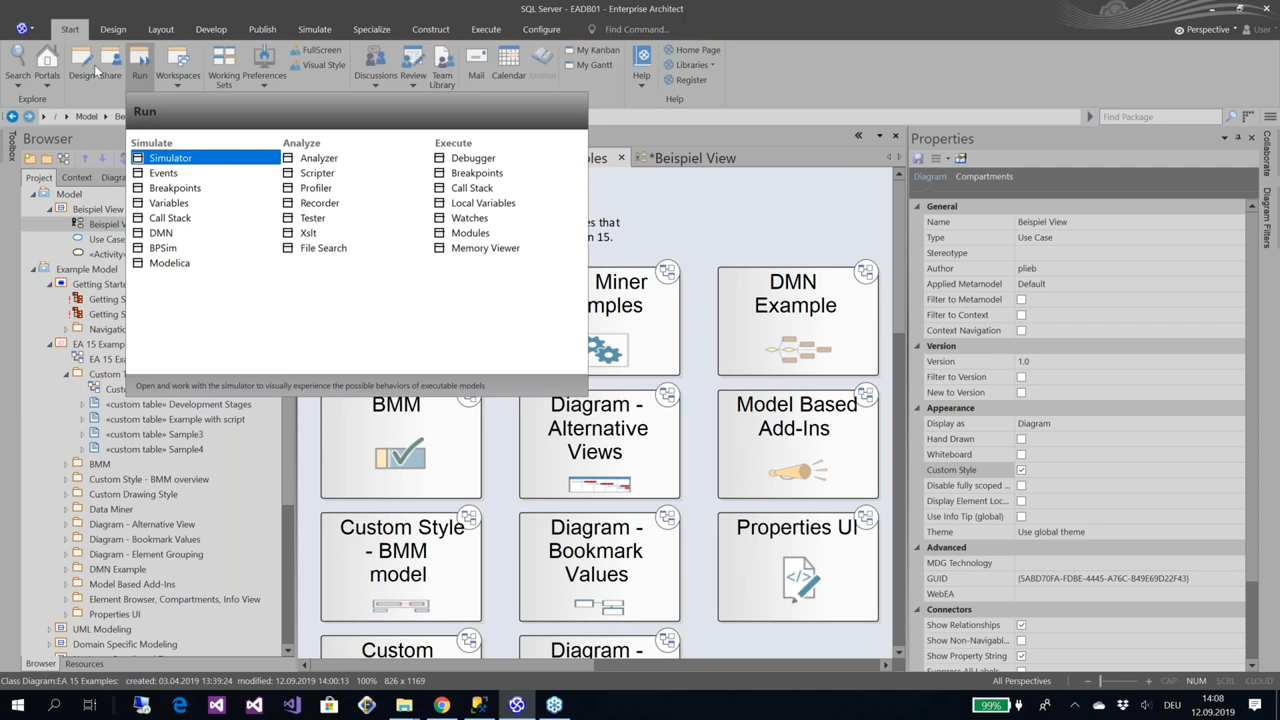 SQL Server - EADB01 - Enterprise Architect
Start
Design
Layout
Develop
Publish
Simulate
Specialize
Construct
Execute
Configure
Find Command...
Perspective
User
Search
Portals
Design
Share
Run
Workspaces
Working Sets
Preferences
FullScreen
Visual Style
Discussions
Review
Team Library
Mail
Calendar
Journal
My Kanban
My Gantt
Help
Home Page
Libraries
Register
Explore
Help
/
Model
Find Package
Browser
Project
Context
Toolbox
Model
Beispiel View
Example Model
Custom Style - BMM overview
Custom Drawing Style
Data Miner
Diagram - Alternative View
Diagram - Bookmark Values
Diagram - Element Grouping
DMN Example
Model Based Add-Ins
Element Browser, Compartments, Info View
Properties UI
UML Modeling
Domain Specific Modeling
«custom table» Development Stages
«custom table» Example with script
«custom table» Sample3
«custom table» Sample4
BMM
Browser
Resources
Run
Simulate
Simulator
Events
Breakpoints
Variables
Call Stack
DMN
BPSim
Modelica
Analyze
Analyzer
Scripter
Profiler
Recorder
Tester
Xslt
File Search
Execute
Debugger
Breakpoints
Call Stack
Local Variables
Watches
Modules
Memory Viewer
Open and work with the simulator to visually experience the possible behaviors of executable models
*Beispiel View
DMN
Example
BMM
Diagram -
Alternative
Views
Model Based
Add-Ins
Custom Style
- BMM
model
Diagram -
Bookmark
Values
Properties UI
Custom
Diagram -
Properties
Diagram
Compartments
General
Name Beispiel View
Type Use Case
Stereotype
Author plieb
Applied Metamodel Default
Filter to Metamodel
Filter to Context
Context Navigation
Version
Version 1.0
Filter to Version
New to Version
Appearance
Display as Diagram
Hand Drawn
Whiteboard
Custom Style
Disable fully scoped ...
Display Element Loc...
Use Info Tip (global)
Theme Use global theme
Advanced
MDG Technology
GUID {5ABD70FA-FDBE-4445-A76C-B49E69D22F43}
WebEA
Connectors
Show Relationships
Show Non-Navigabl...
Show Property String
Collaborate
Diagram Filters
Class Diagram:EA 15 Examples: created: 03.04.2019 13:39:24 modified: 12.09.2019 14:00:13 100% 826 x 1169
All Perspectives
CAP NUM SCRL CLOUD
99%
DEU
14:08
12.09.2019